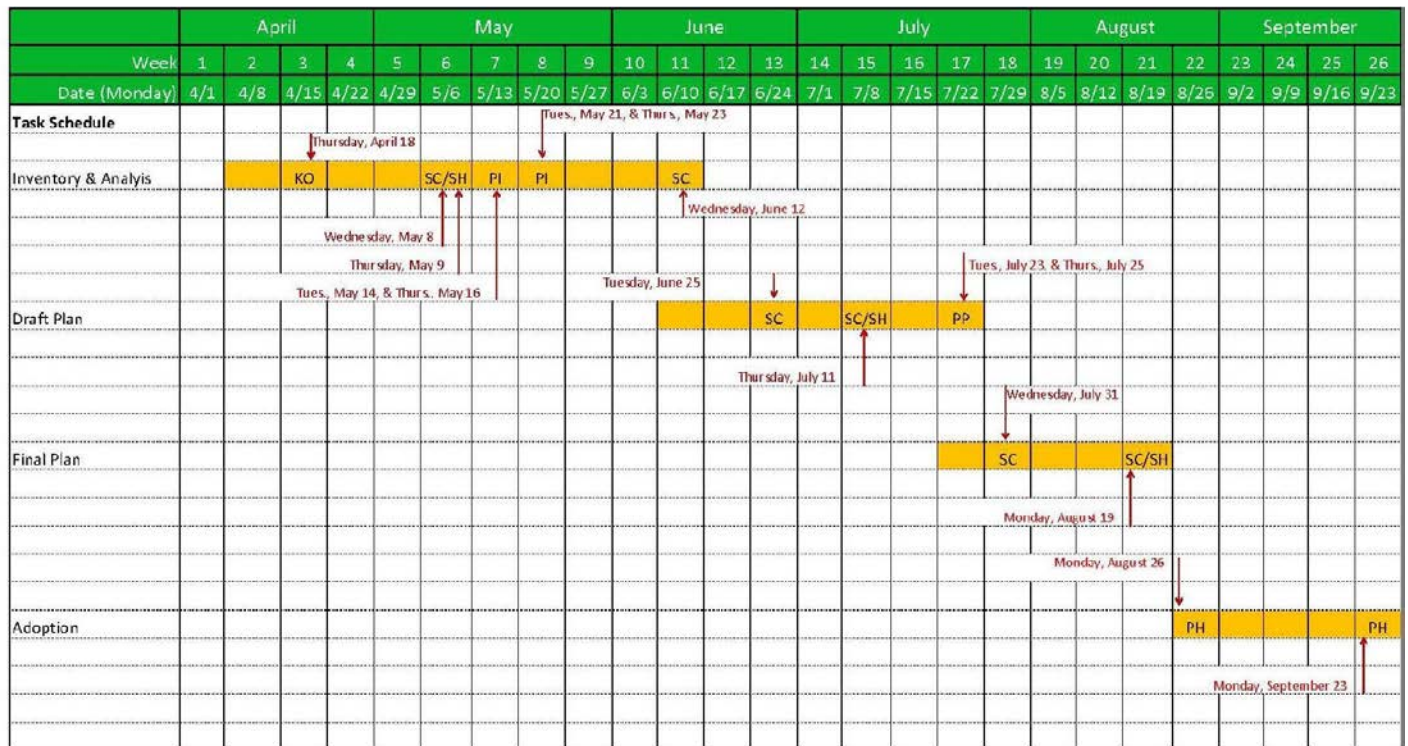 April May June July August September
Week 1 2 3 4 5 6 7 8 9 10 11 12 13 14 15 16 17 18 19 20 21 22 23 24 25 26
Date (Monday) 4/1 4/8 4/15 4/22 4/29 5/6 5/13 5/20 5/27 6/3 6/10 6/17 6/24 7/1 7/8 7/15 7/22 7/29 8/5 8/12 8/19 8/26 9/2 9/9 9/16 9/23
Task Schedule Tues., May 21, & Thurs., May 23
Thursday, April 18
Inventory & Analyis KO SC/SH PI PI SC
Wednesday, June 12
Wednesday, May 8
Thursday, May 9 Tues., July 23, & Thurs., July 25
Tuesday, June 25
Tues., May 14, & Thurs., May 16
Draft Plan SC SC/SH PP
Thursday, July 11
Wednesday, July 31
Final Plan SC SC/SH
Monday, August 19
Monday, August 26
Adoption PH PH
Monday, September 23